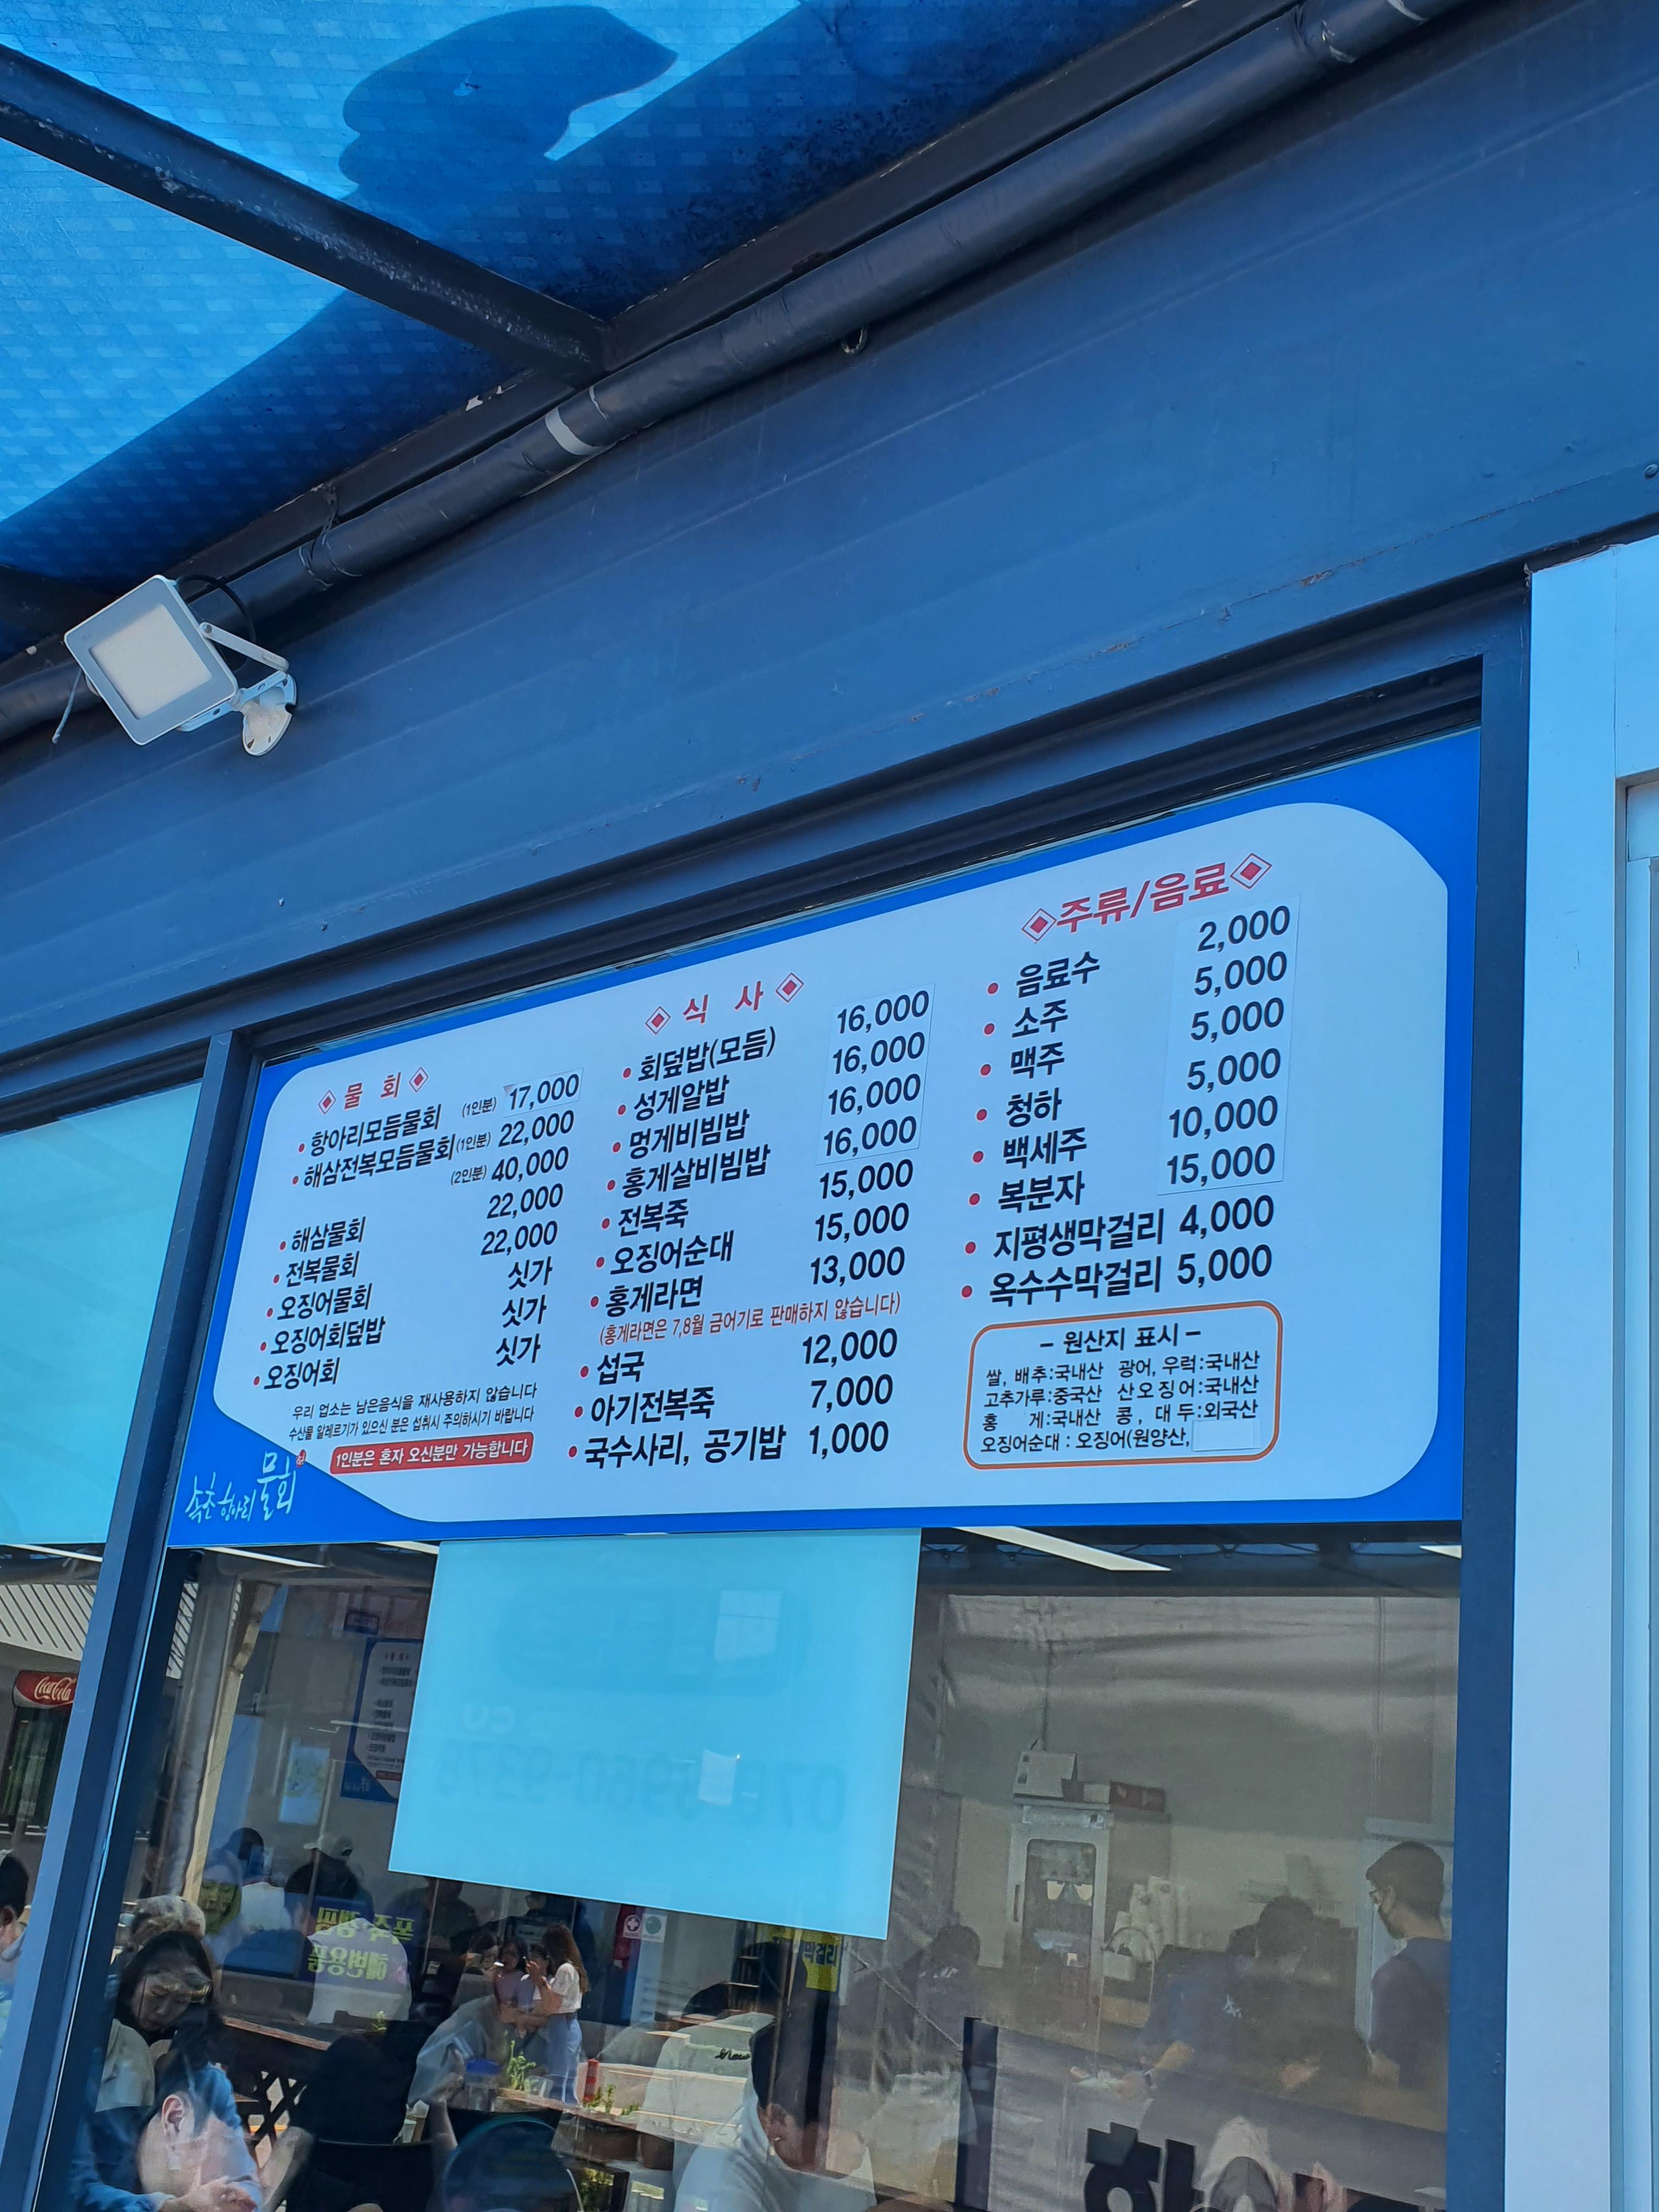 ◈물 회◈
• 항아리모듬물회 (1인분) 17,000
• 해삼전복모듬물회 (1인분) 22,000
(2인분) 40,000
• 해삼물회 22,000
• 전복물회 22,000
• 오징어물회 싯가
• 오징어회덮밥 싯가
• 오징어회 싯가
우리 업소는 남은음식을 재사용하지 않습니다
수산물 알레르기가 있으신 분은 섭취시 주의하시기 바랍니다
1인분은 혼자 오신분만 가능합니다
속초 항아리 물회
◈식 사◈
• 회덮밥(모듬) 16,000
• 성게알밥 16,000
• 멍게비빔밥 16,000
• 홍게살비빔밥 16,000
• 전복죽 15,000
• 오징어순대 15,000
• 홍게라면 13,000
(홍게라면은 7,8월 금어기로 판매하지 않습니다)
• 섭국 12,000
• 아기전복죽 7,000
• 국수사리, 공기밥 1,000
◈주류/음료◈
• 음료수 2,000
• 소주 5,000
• 맥주 5,000
• 청하 5,000
• 백세주 10,000
• 복분자 15,000
• 지평생막걸리 4,000
• 옥수수막걸리 5,000
– 원산지 표시 –
쌀, 배추:국내산 광어, 우럭:국내산
고추가루:중국산 산오징어:국내산
홍 게:국내산 콩, 대두:외국산
오징어순대 : 오징어(원양산,
Coca-Cola